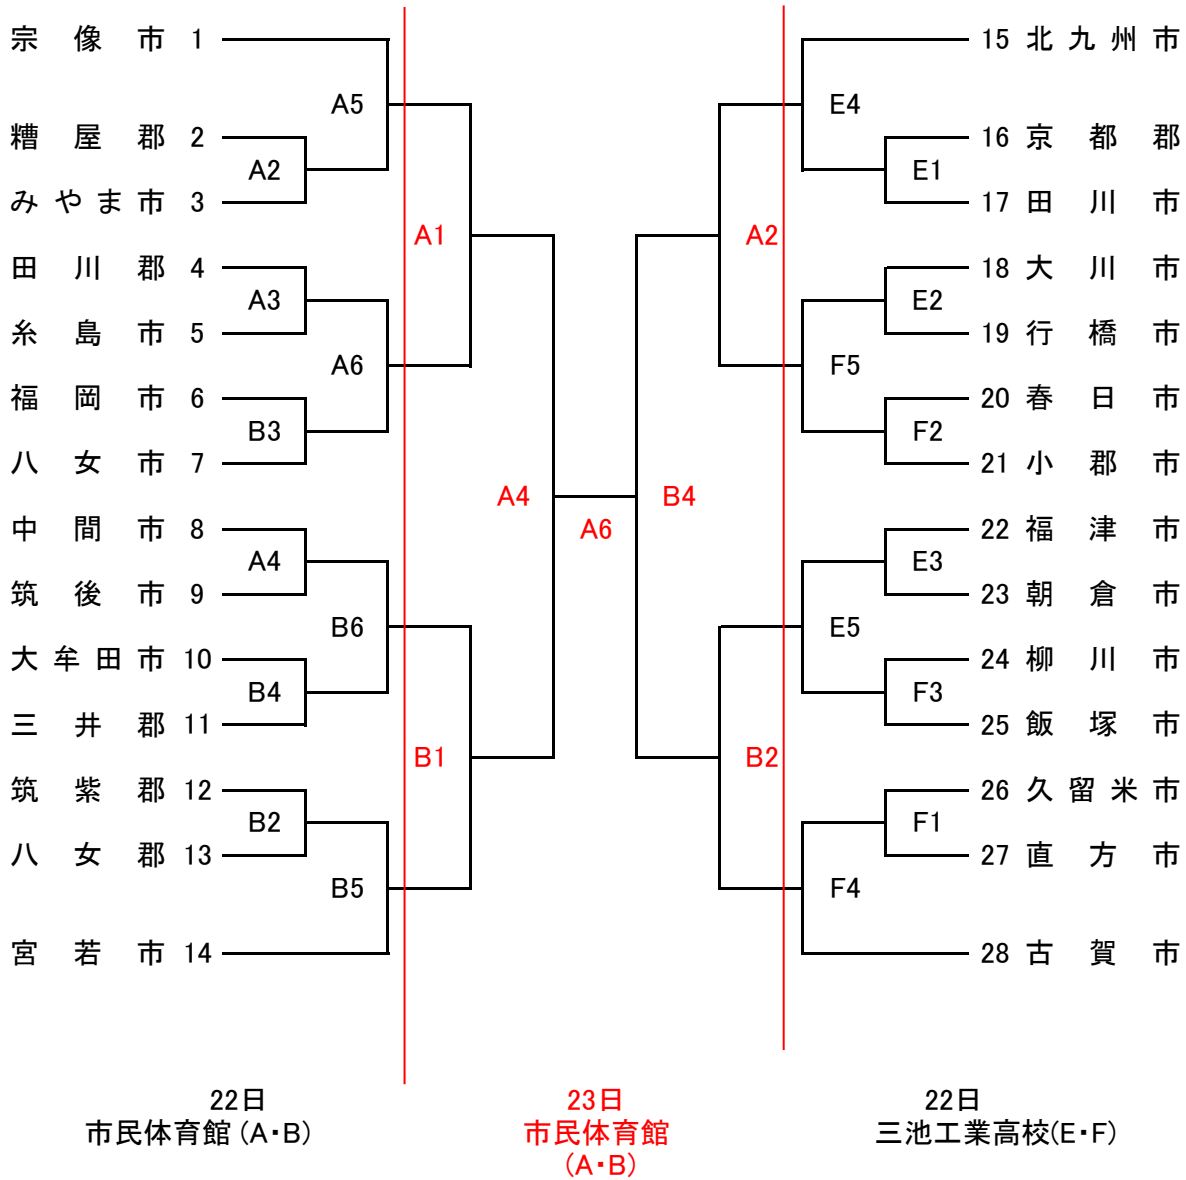 宗像市 1
A5
糟屋郡 2
A2
みやま市 3
A1
田川郡 4
A3
糸島市 5
A6
福岡市 6
B3
八女市 7
A4
中間市 8
A4
筑後市 9
B6
大牟田市 10
B4
三井郡 11
B1
筑紫郡 12
B2
八女郡 13
B5
宮若市 14
A6
15 北九州市
E4
16 京都郡
E1
17 田川市
A2
18 大川市
E2
19 行橋市
F5
20 春日市
F2
21 小郡市
B4
22 福津市
E3
23 朝倉市
E5
24 柳川市
F3
25 飯塚市
B2
26 久留米市
F1
27 直方市
F4
28 古賀市
22日
市民体育館 (A・B)
23日
市民体育館
(A・B)
22日
三池工業高校(E・F)